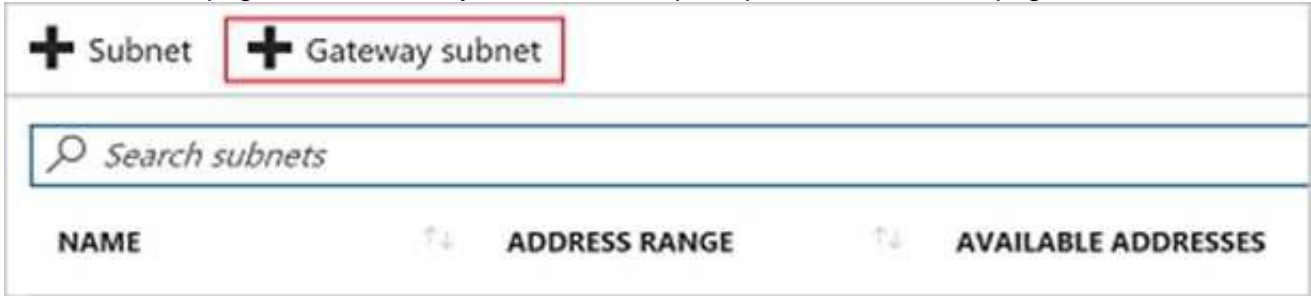 Subnet Gateway subnet
Search subnets
NAME ADDRESS RANGE AVAILABLE ADDRESSES